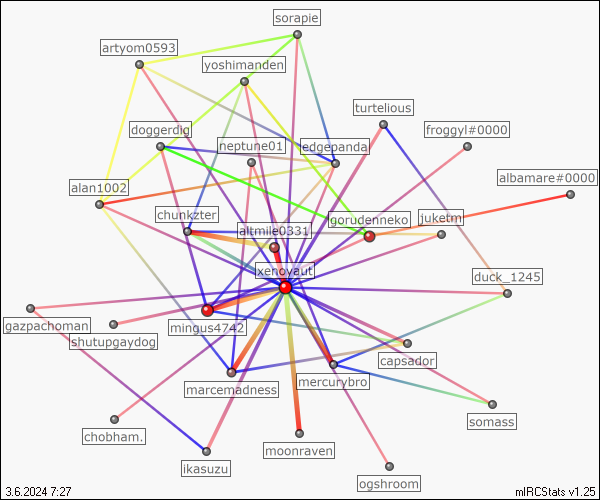 sorapie
artyom0593
yoshimanden
turtelious
froggyl#0000
doggerdig
neptune01
edgepanda
albamare#0000
alan1002
chunkzter
altmile0331
gorudenneko
juketm
xenoyaut
duck_1245
gazpachoman
mingus4742
shutupgaydog
capsador
marcemadness
mercurybro
somass
chobham.
moonraven
ikasuzu
ogshroom
3.6.2024 7:27
mIRCStats v1.25